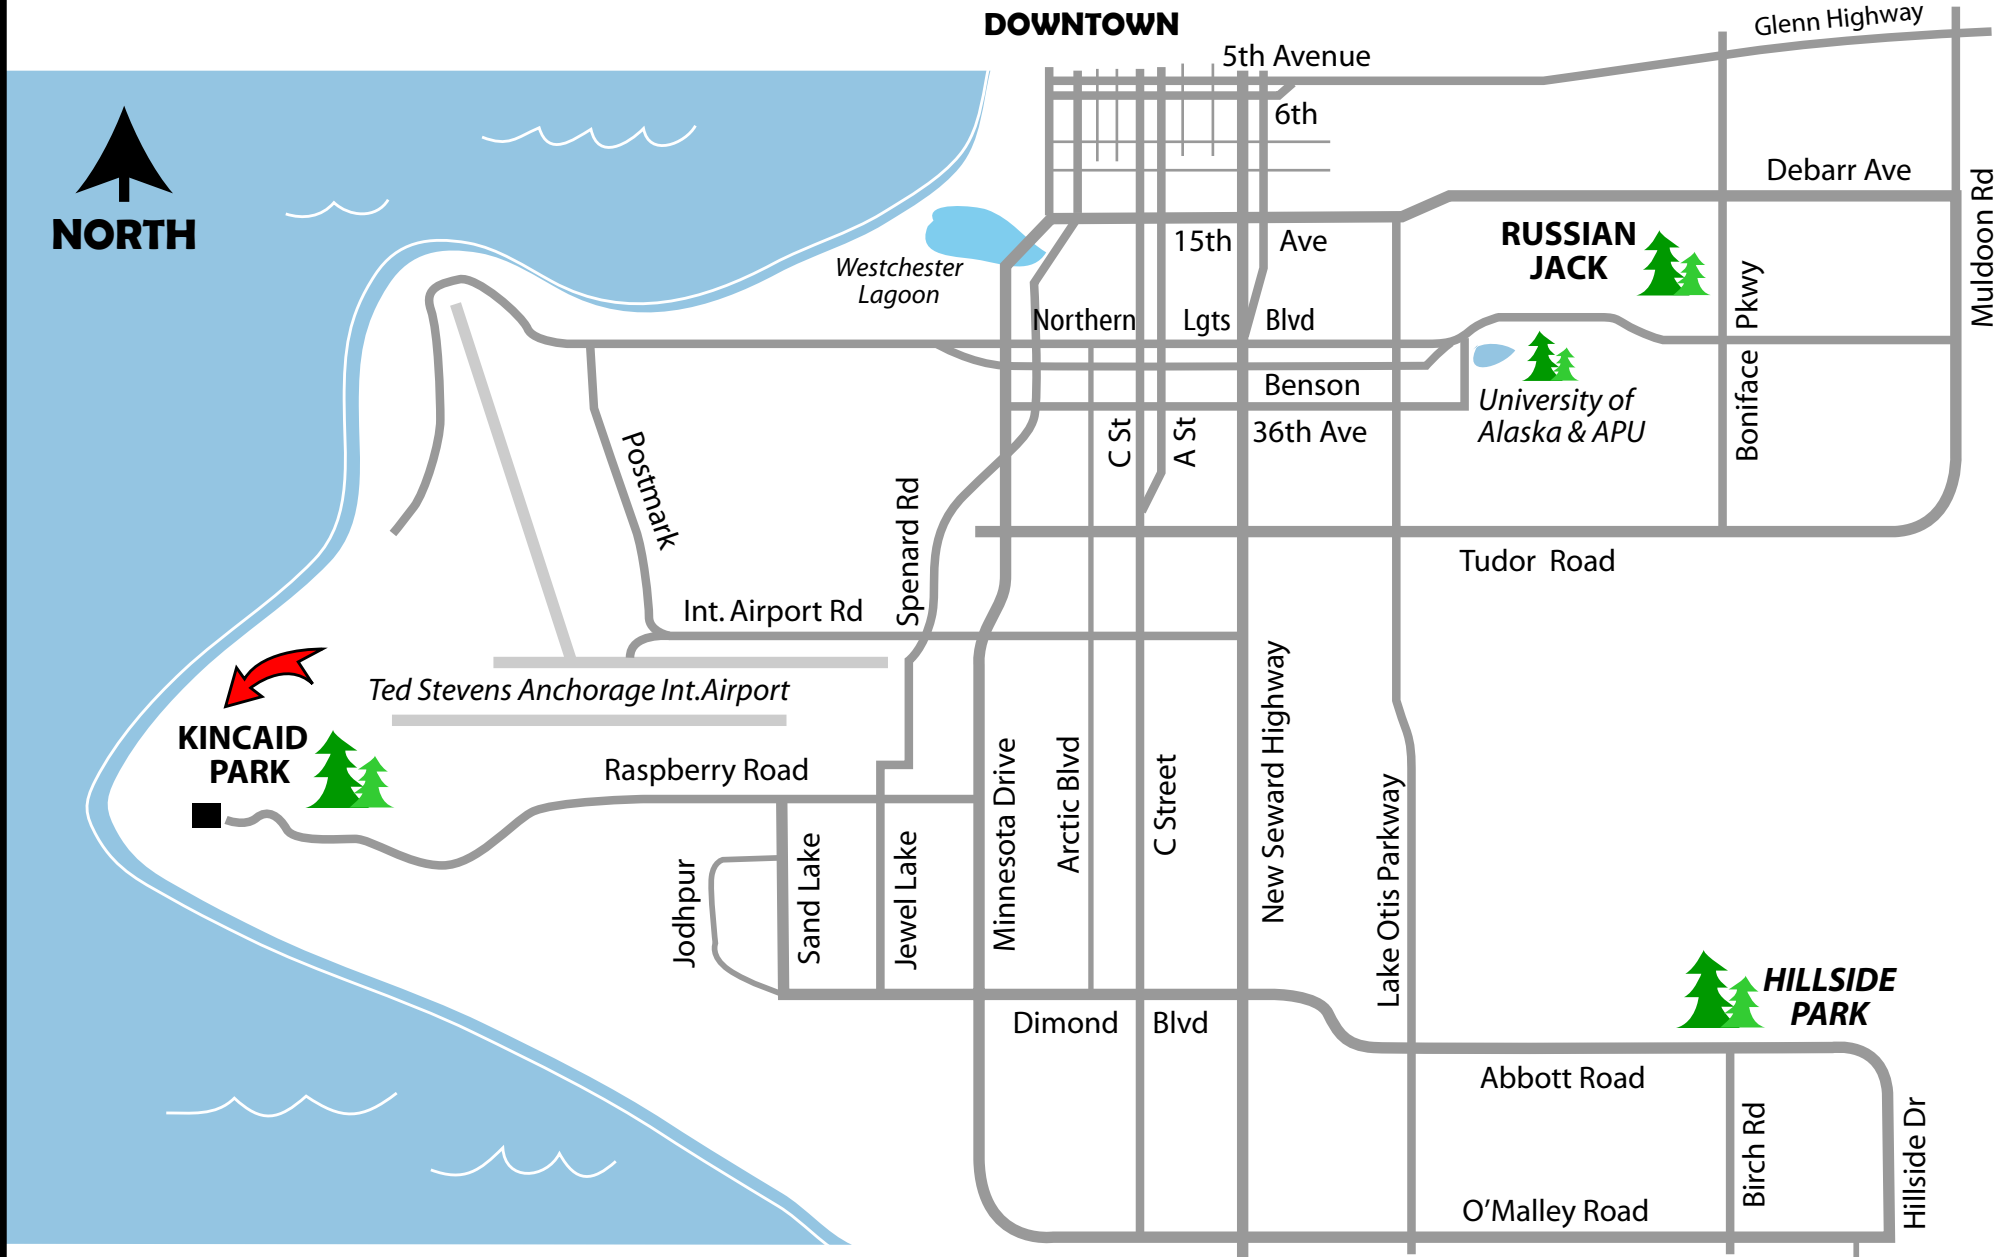 DOWNTOWN
Glenn Highway
5th Avenue
6th
Debarr Ave
Muldoon Rd
NORTH
RUSSIAN
JACK
15th Ave
Westchester
Lagoon
Northern Lgts Blvd
Boniface Pkwy
Benson
University of
Alaska & APU
36th Ave
C St
A St
Postmark
Spenard Rd
Tudor Road
Int. Airport Rd
Ted Stevens Anchorage Int.Airport
New Seward Highway
KINCAID
PARK
Raspberry Road
Minnesota Drive
Arctic Blvd
C Street
Lake Otis Parkway
Jodhpur
Sand Lake
Jewel Lake
HILLSIDE
PARK
Dimond Blvd
Abbott Road
Birch Rd
Hillside Dr
O'Malley Road